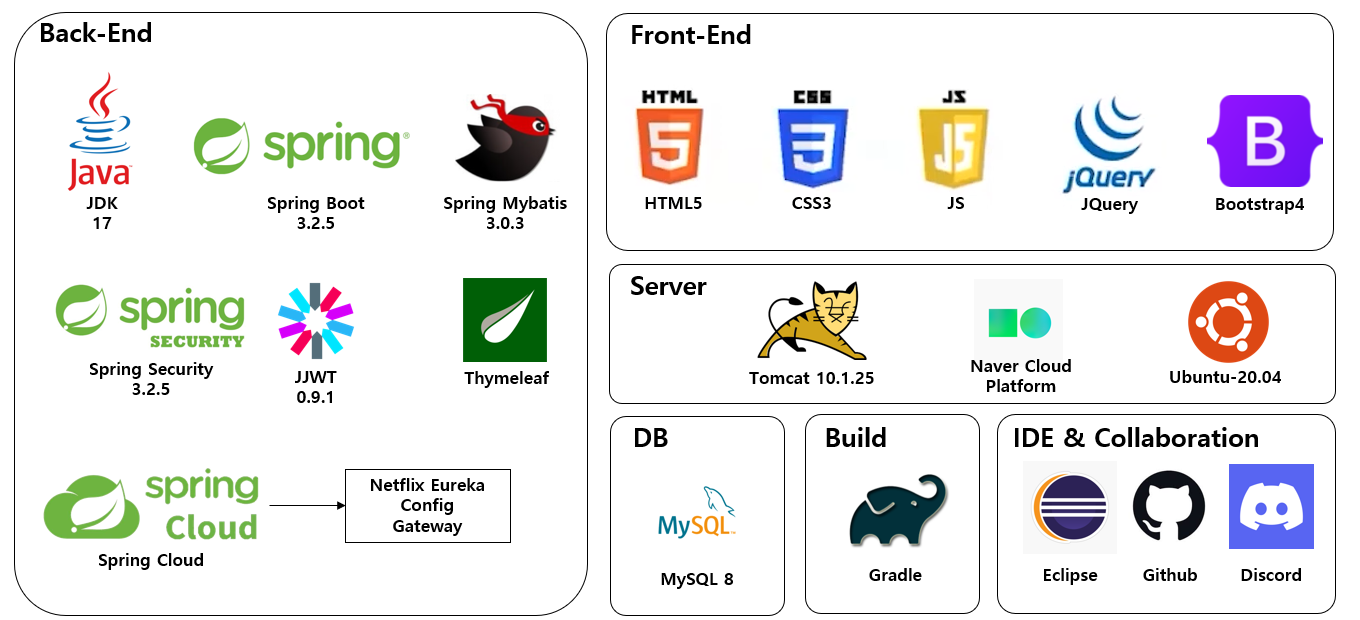 Back-End
Java
JDK
17
spring
Spring Boot
3.2.5
Spring Mybatis
3.0.3
spring
SECURITY
Spring Security
3.2.5
JJWT
0.9.1
Thymeleaf
spring
Cloud
Spring Cloud
Netflix Eureka
Config
Gateway
Front-End
HTML
5
HTML5
CSS
3
CSS3
JS
JS
JS
jQuery
JQuery
B
Bootstrap4
Server
Tomcat 10.1.25
Naver Cloud
Platform
Ubuntu-20.04
DB
MySQL
MySQL 8
Build
Gradle
IDE & Collaboration
Eclipse
Github
Discord